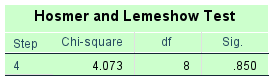 Hosmer and Lemeshow Test
Step Chi-square df Sig.
4 4.073 8 .850